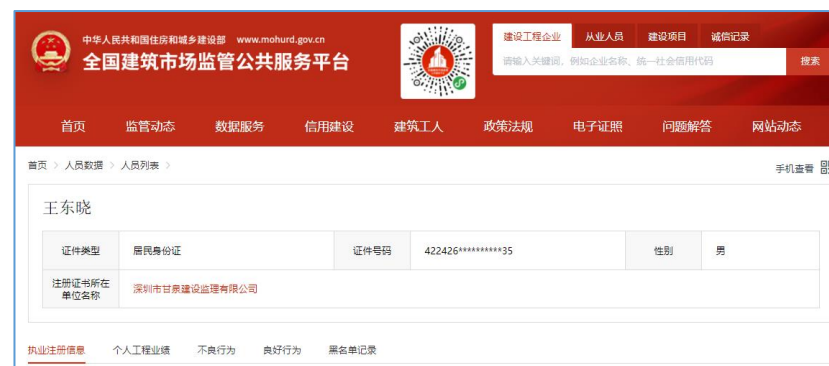 中华人民共和国住房和城乡建设部 www.mohurd.gov.cn
全国建筑市场监管公共服务平台
建设工程企业 从业人员 建设项目 诚信记录
请输入关键词，例如企业名称、统一社会信用代码 搜索
首页 监管动态 数据服务 信用建设 建筑工人 政策法规 电子证照 问题解答 网站动态
首页 > 人员数据 > 人员列表 >
手机查看
王东晓
证件类型 居民身份证 证件号码 422426**********35 性别 男
注册证书所在
单位名称
深圳市甘泉建设监理有限公司
执业注册信息 个人工程业绩 不良行为 良好行为 黑名单记录